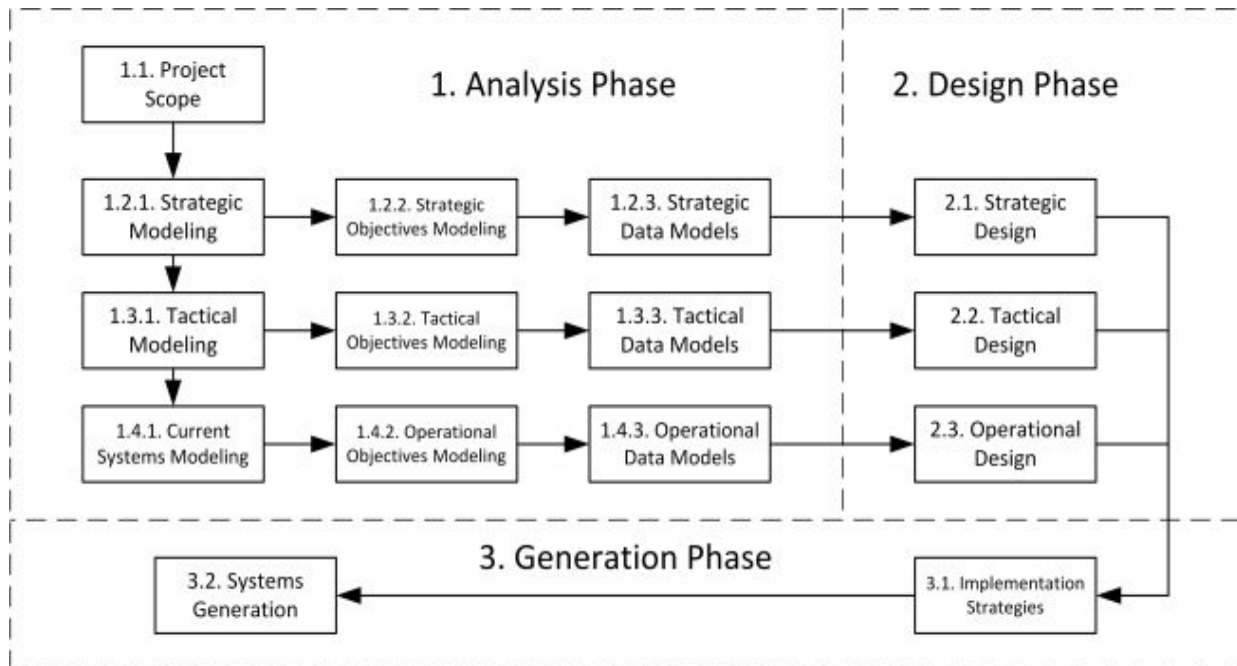 1.1. Project
Scope
1. Analysis Phase
2. Design Phase
1.2.1. Strategic
Modeling
1.2.2. Strategic
Objectives Modeling
1.2.3. Strategic
Data Models
2.1. Strategic
Design
1.3.1. Tactical
Modeling
1.3.2. Tactical
Objectives Modeling
1.3.3. Tactical
Data Models
2.2. Tactical
Design
1.4.1. Current
Systems Modeling
1.4.2. Operational
Objectives Modeling
1.4.3. Operational
Data Models
2.3. Operational
Design
3. Generation Phase
3.2. Systems
Generation
3.1. Implementation
Strategies